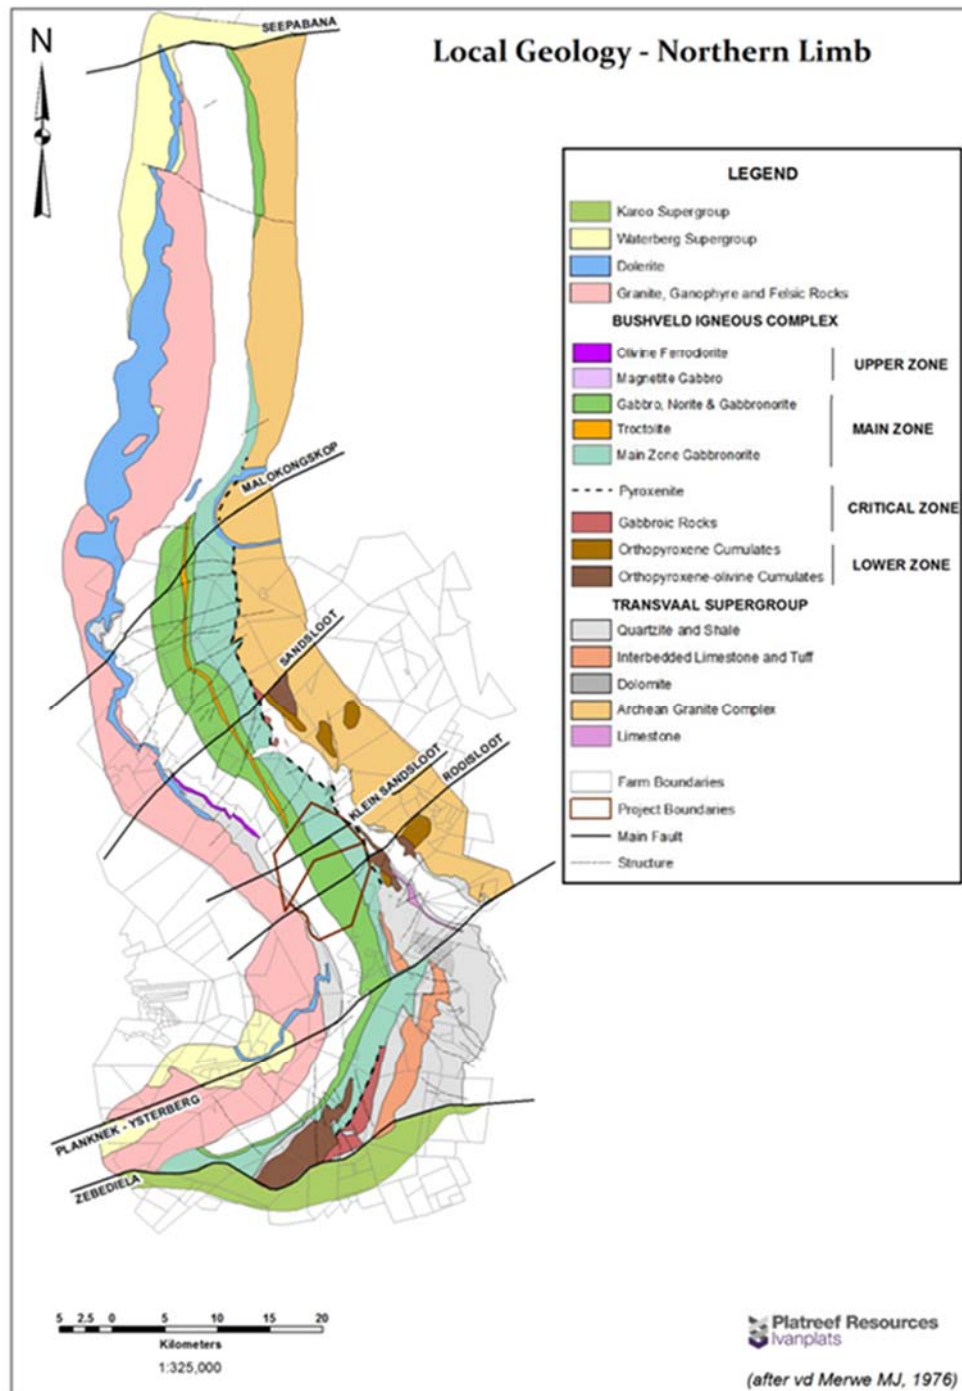 SEEPABANA
N
Local Geology - Northern Limb
LEGEND
Karoo Supergroup
Waterberg Supergroup
Dolerite
Granite, Ganophyre and Felsic Rocks
BUSHVELD IGNEOUS COMPLEX
Olivine Ferrodiorite
Magnetite Gabbro
UPPER ZONE
Gabbro, Norite & Gabbronorite
Troctolite
Main Zone Gabbronorite
MAIN ZONE
Pyroxenite
Gabbroic Rocks
CRITICAL ZONE
Orthopyroxene Cumulates
Orthopyroxene-olivine Cumulates
LOWER ZONE
TRANSVAAL SUPERGROUP
Quartzite and Shale
Interbedded Limestone and Tuff
Dolomite
Archean Granite Complex
Limestone
Farm Boundaries
Project Boundaries
Main Fault
Structure
MALOKONGSKOP
SANDSLOOT
KLEIN SANDSLOOT
ROOISLOOT
PLANKNEK - YSTERBERG
ZEBEDIELA
5 2.5 0 5 10 15 20
Kilometers
1:325,000
Platreef Resources
Ivanplats
(after vd Merwe MJ, 1976)